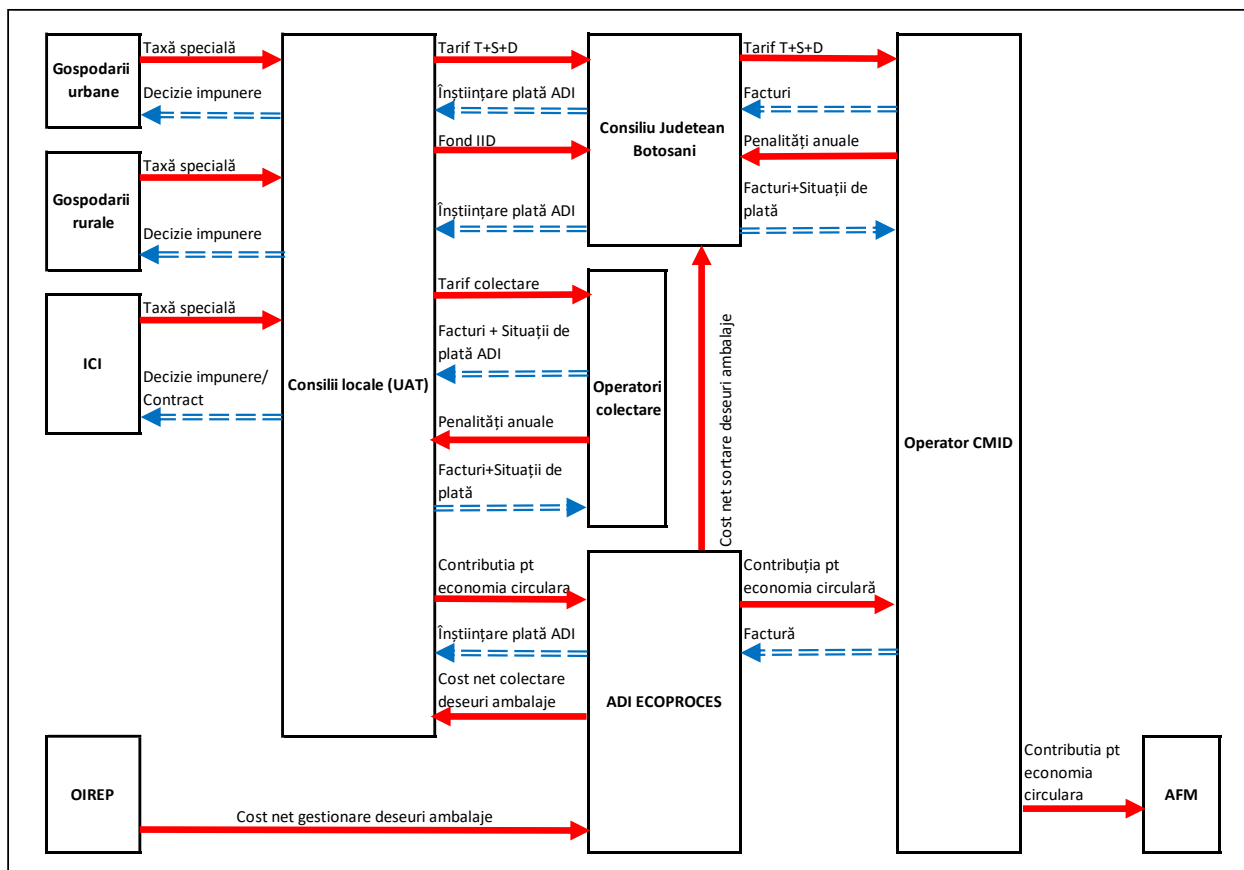 Taxă specială
Gospodarii
urbane
Decizie impunere
Taxă specială
Gospodarii
rurale
Decizie impunere
Taxă specială
ICI
Decizie impunere/
Contract
Consilii locale (UAT)
Tarif T+S+D
Înștiințare plată ADI
Fond IID
Înștiințare plată ADI
Tarif colectare
Facturi + Situații de
plată ADI
Penalități anuale
Facturi+Situații de
plată
Contributia pt
economia circulara
Înștiințare plată ADI
Cost net colectare
deseuri ambalaje
Consiliu Judetean
Botosani
Operatori
colectare
ADI ECOPROCES
Tarif T+S+D
Facturi
Penalități anuale
Facturi+Situații de
plată
Cost net sortare deseuri ambalaje
Contribuția pt
economia circulară
Factură
Operator CMID
OIREP
Cost net gestionare deseuri ambalaje
Contributia pt
economia
circulara
AFM